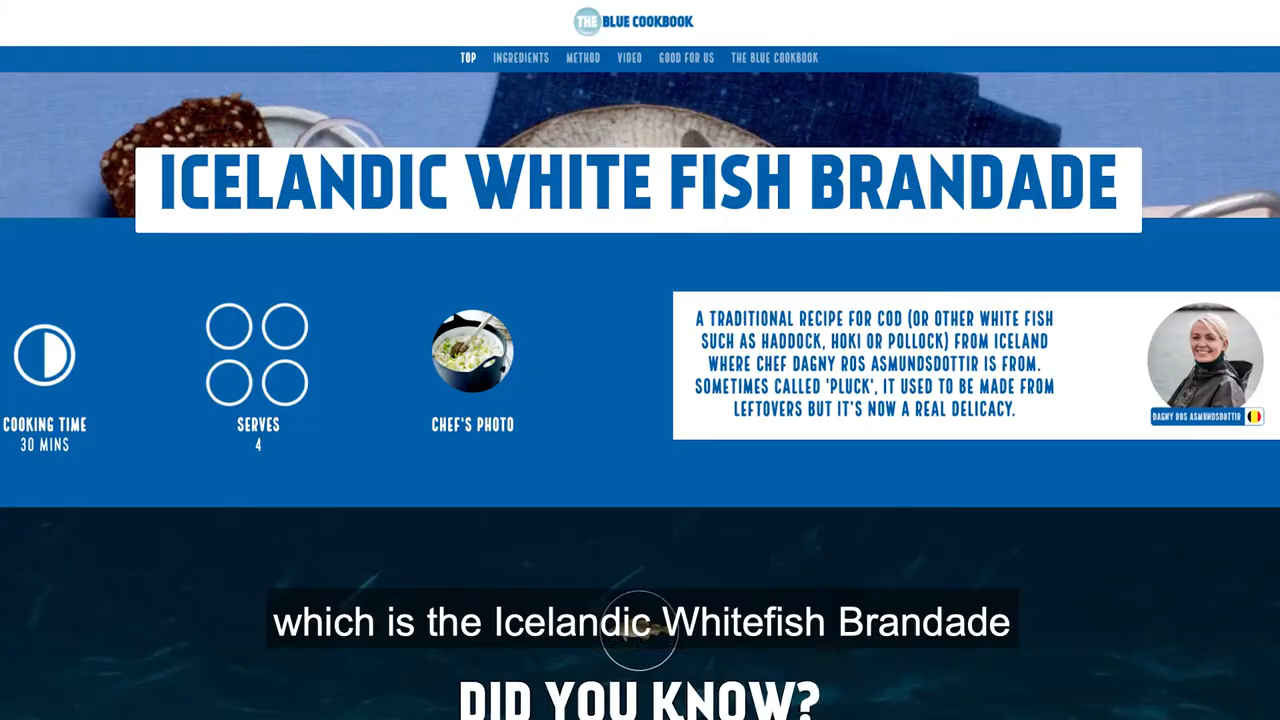 THE BLUE COOKBOOK
TOP INGREDIENTS METHOD VIDEO GOOD FOR US THE BLUE COOKBOOK
ICELANDIC WHITE FISH BRANDADE
COOKING TIME
30 MINS
SERVES
4
CHEF'S PHOTO
A TRADITIONAL RECIPE FOR COD (OR OTHER WHITE FISH
SUCH AS HADDOCK, HOKI OR POLLOCK) FROM ICELAND
WHERE CHEF DAGNY ROS ASMUNDSDOTTIR IS FROM.
SOMETIMES CALLED 'PLUCK', IT USED TO BE MADE FROM
LEFTOVERS BUT IT'S NOW A REAL DELICACY.
DAGNY ROS ASMUNDSDOTTIR
which is the Icelandic Whitefish Brandade
DID YOU KNOW?